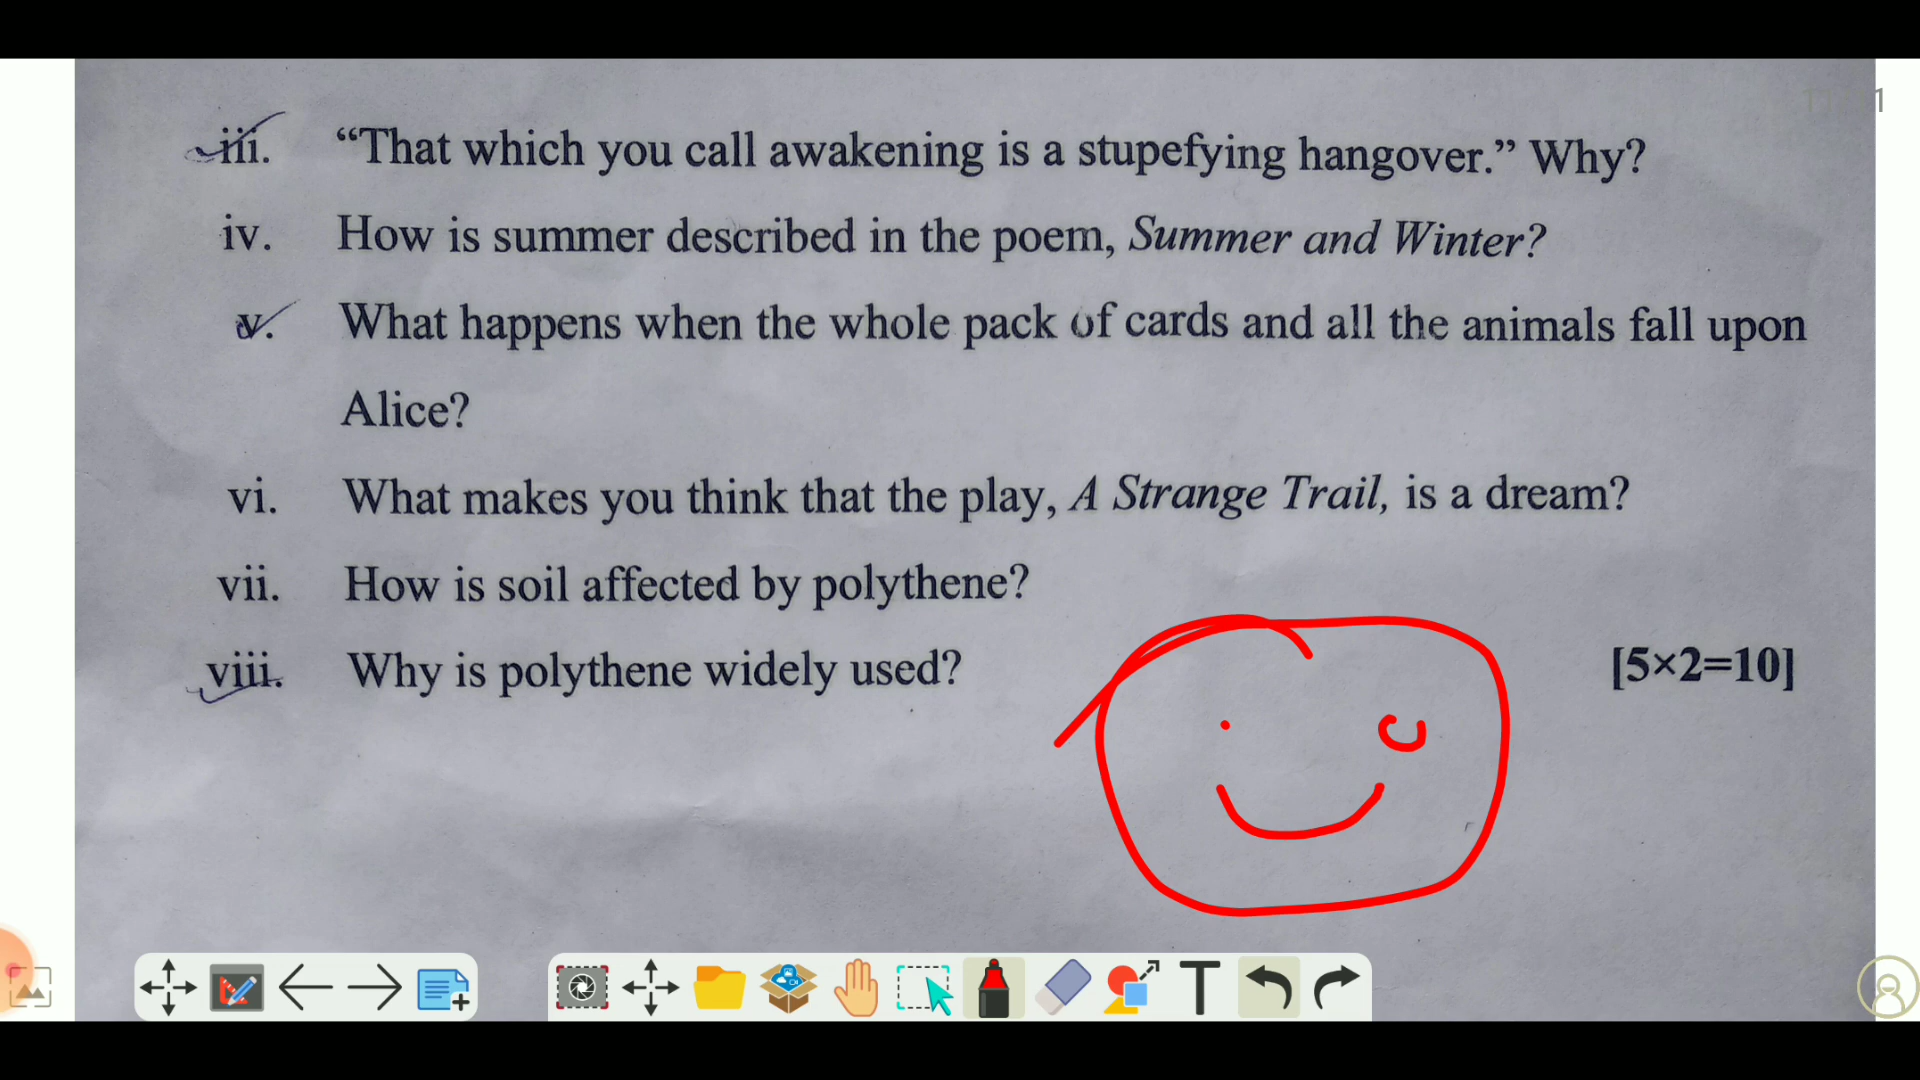 iii. “That which you call awakening is a stupefying hangover.” Why?
iv. How is summer described in the poem, Summer and Winter?
v. What happens when the whole pack of cards and all the animals fall upon
Alice?
vi. What makes you think that the play, A Strange Trail, is a dream?
vii. How is soil affected by polythene?
viii. Why is polythene widely used? [5×2=10]